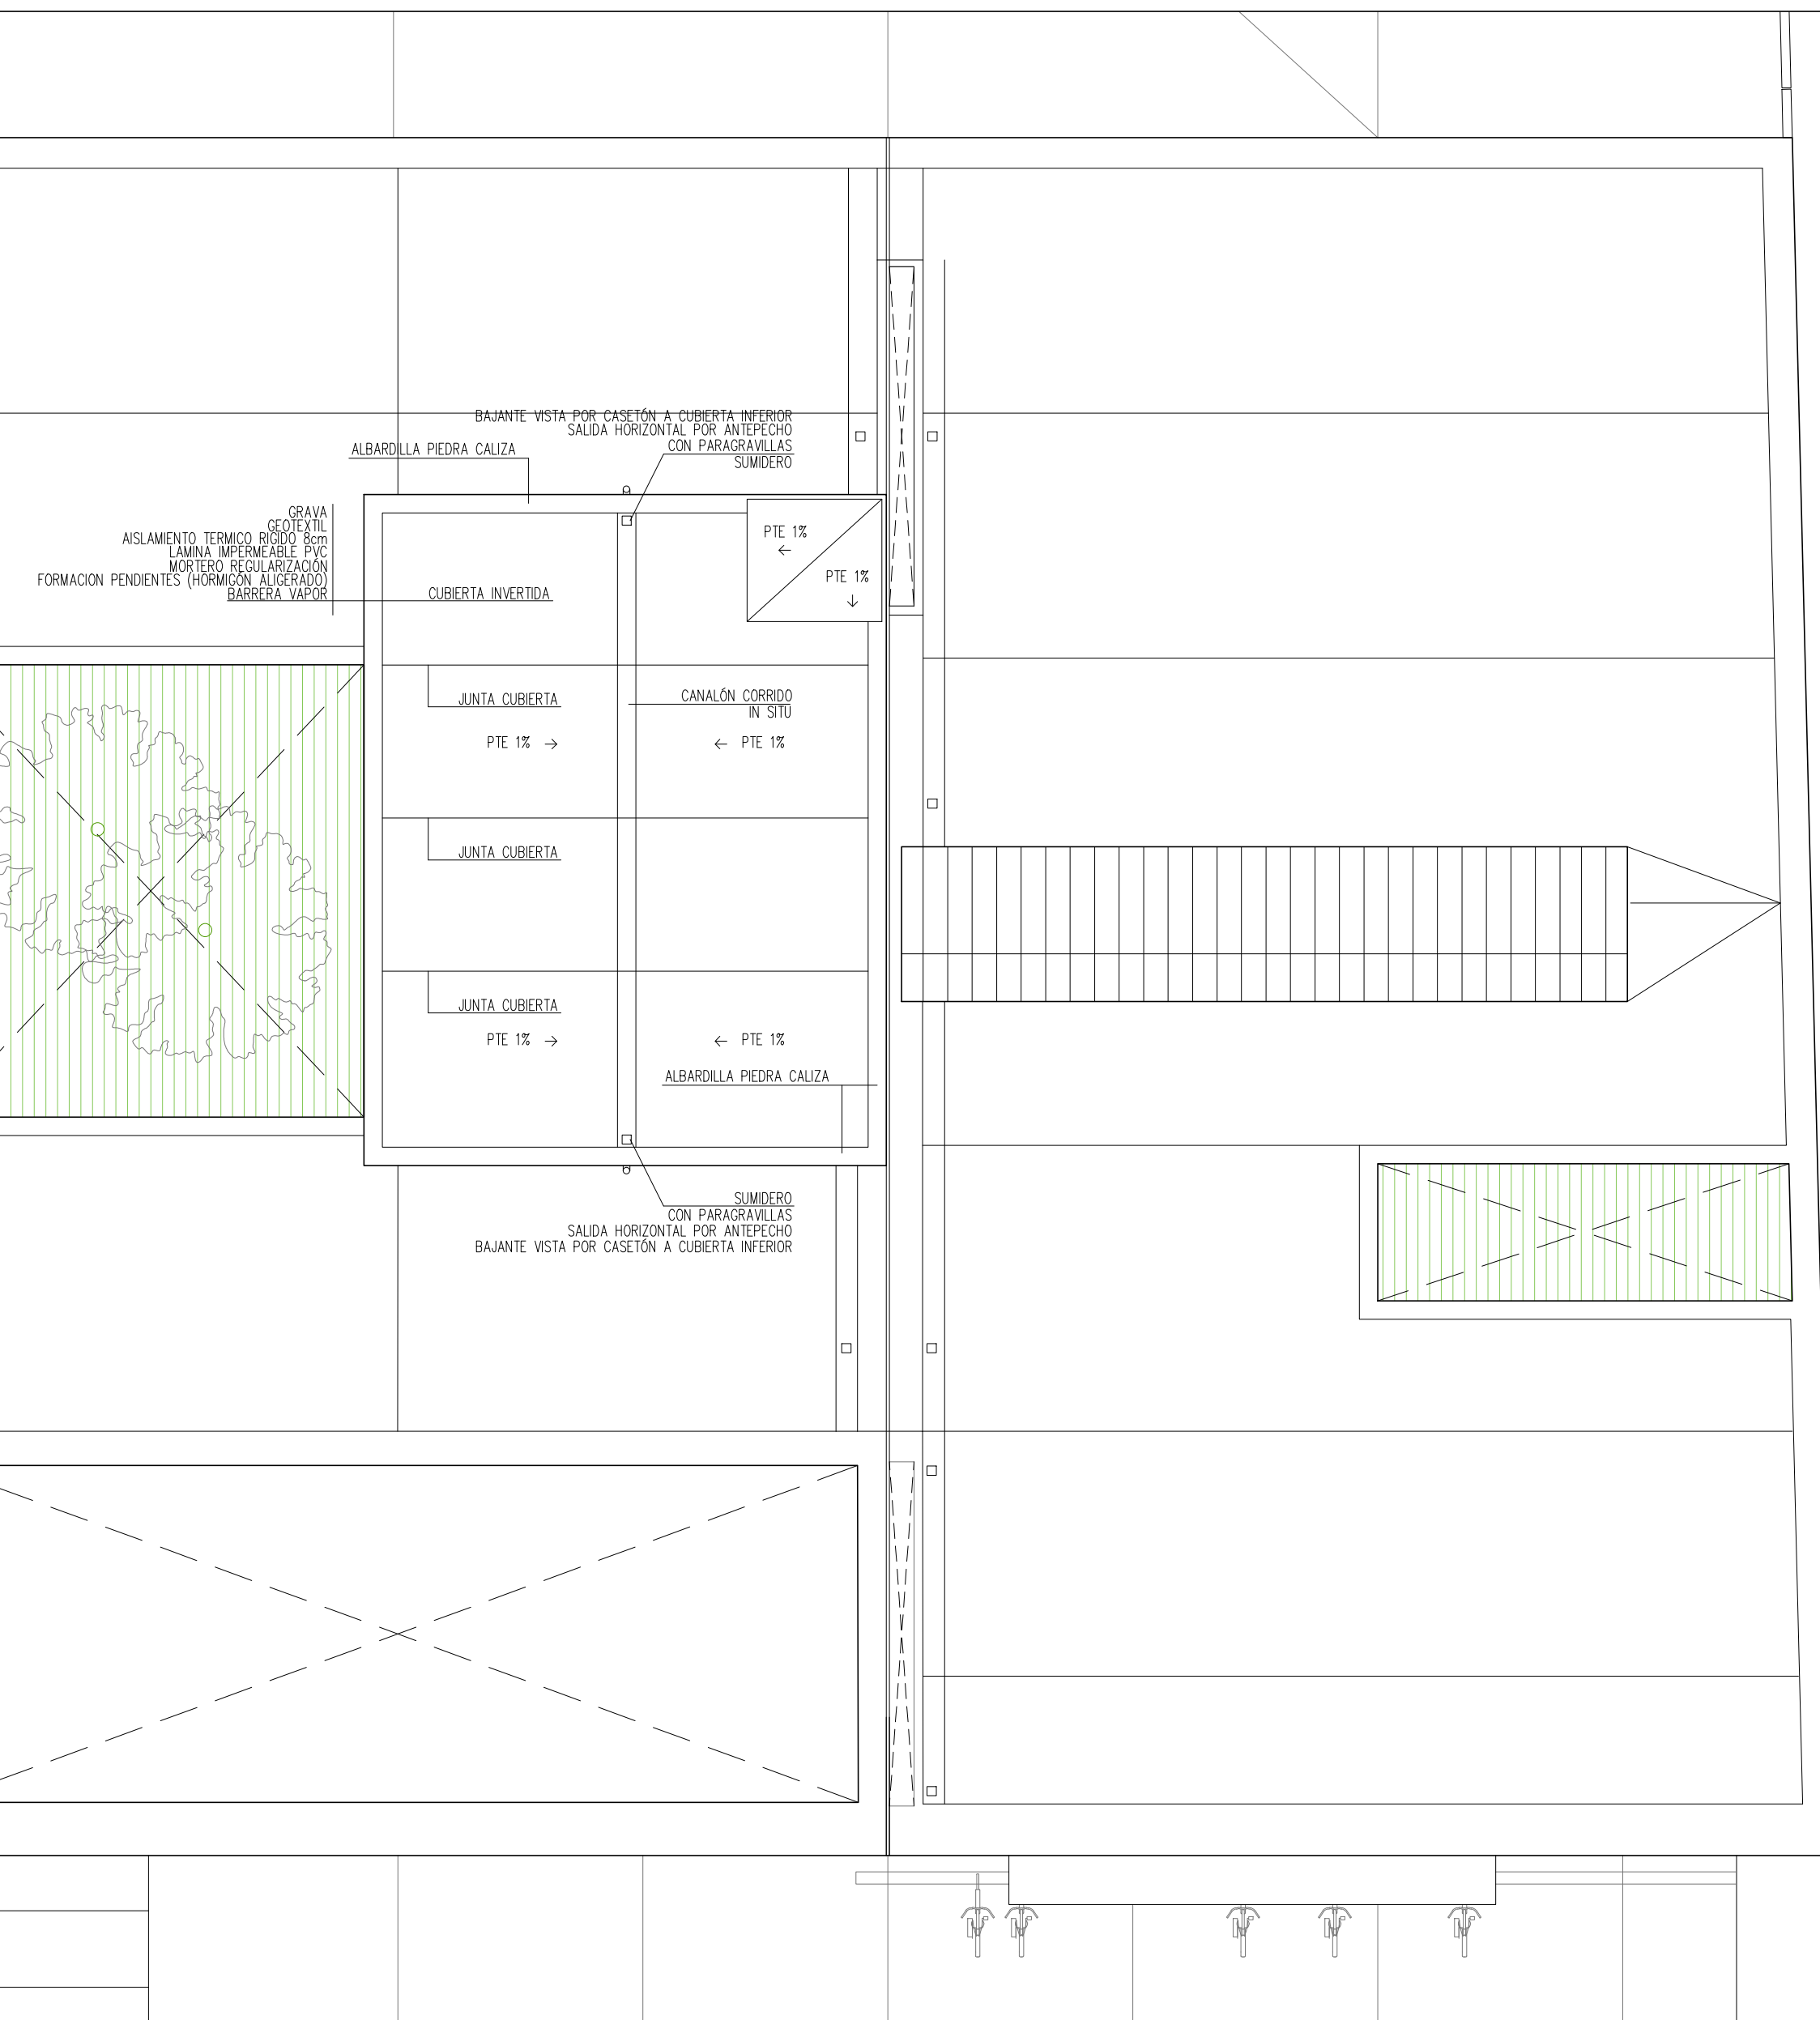 BAJANTE VISTA POR CASETÓN A CUBIERTA INFERIOR
SALIDA HORIZONTAL POR ANTEPECHO
CON PARAGRAVILLAS
SUMIDERO
ALBARDILLA PIEDRA CALIZA
GRAVA
GEOTEXTIL
AISLAMIENTO TERMICO RIGIDO 8cm
LAMINA IMPERMEABLE PVC
MORTERO REGULARIZACIÓN
FORMACION PENDIENTES (HORMIGÓN ALIGERADO)
BARRERA VAPOR
CUBIERTA INVERTIDA
PTE 1%
PTE 1%
JUNTA CUBIERTA
CANALÓN CORRIDO
IN SITU
PTE 1%
PTE 1%
JUNTA CUBIERTA
JUNTA CUBIERTA
PTE 1%
PTE 1%
ALBARDILLA PIEDRA CALIZA
SUMIDERO
CON PARAGRAVILLAS
SALIDA HORIZONTAL POR ANTEPECHO
BAJANTE VISTA POR CASETÓN A CUBIERTA INFERIOR